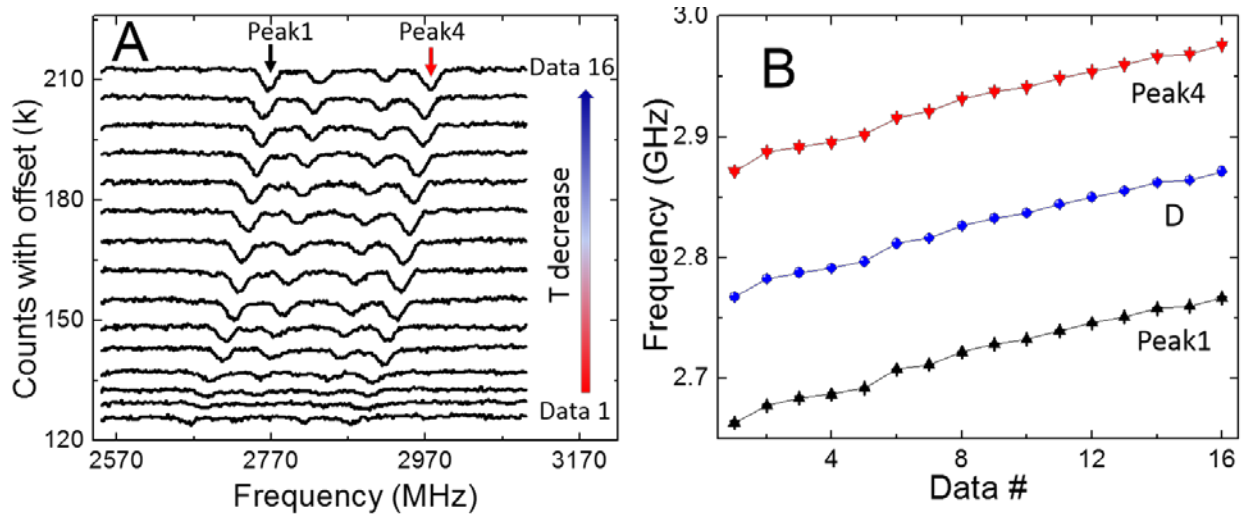 A
Peak1
Peak4
Data 16
T decrease
Data 1
Counts with offset (k)
210
180
150
120
2570
2770
2970
3170
Frequency (MHz)
B
Peak4
D
Peak1
Frequency (GHz)
3.0
2.9
2.8
2.7
4
8
12
16
Data #